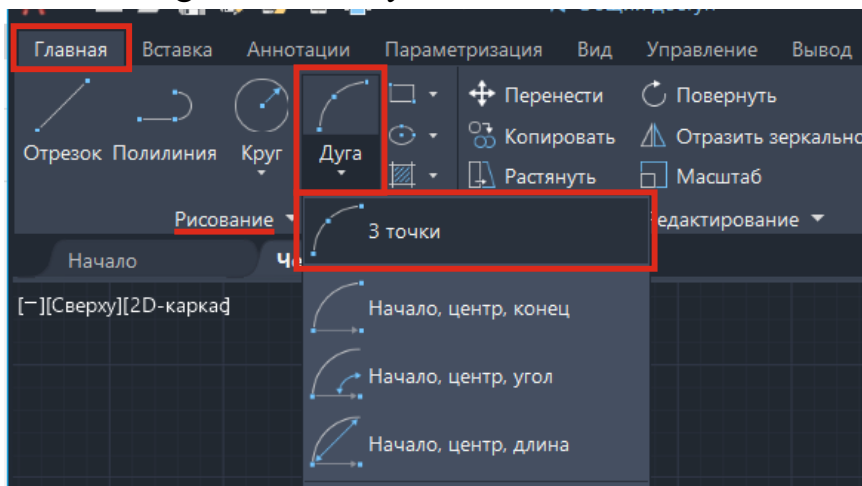 Главная Вставка Аннотации Параметризация Вид Управление Вывод
Перенести Повернуть
Копировать Отразить зеркально
Отрезок Полилиния Круг Дуга
Растянуть Масштаб
Рисование
3 точки
Начало
[−][Сверху][2D-каркас
Начало, центр, конец
Начало, центр, угол
Начало, центр, длина